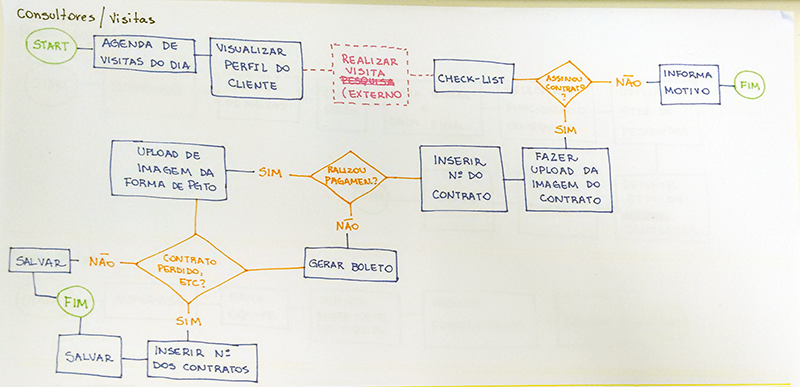 Consultores/Visitas
START
AGENDA DE
VISITAS DO DIA
VISUALIZAR
PERFIL DO
CLIENTE
REALIZAR
VISITA
PESQUISA
(EXTERNO
CHECK-LIST
ASSINOU
CONTRATO
?
NÃO
INFORMA
MOTIVO
FIM
SIM
FAZER
UPLOAD DA
IMAGEM DO
CONTRATO
INSERIR
Nº DO
CONTRATO
RALIZOU
PAGAMEN.?
SIM
UPLOAD DE
IMAGEM DA
FORMA DE PGTO
NÃO
GERAR BOLETO
CONTRATO
PERDIDO,
ETC?
NÃO
SALVAR
FIM
SIM
INSERIR Nº
DOS CONTRATOS
SALVAR